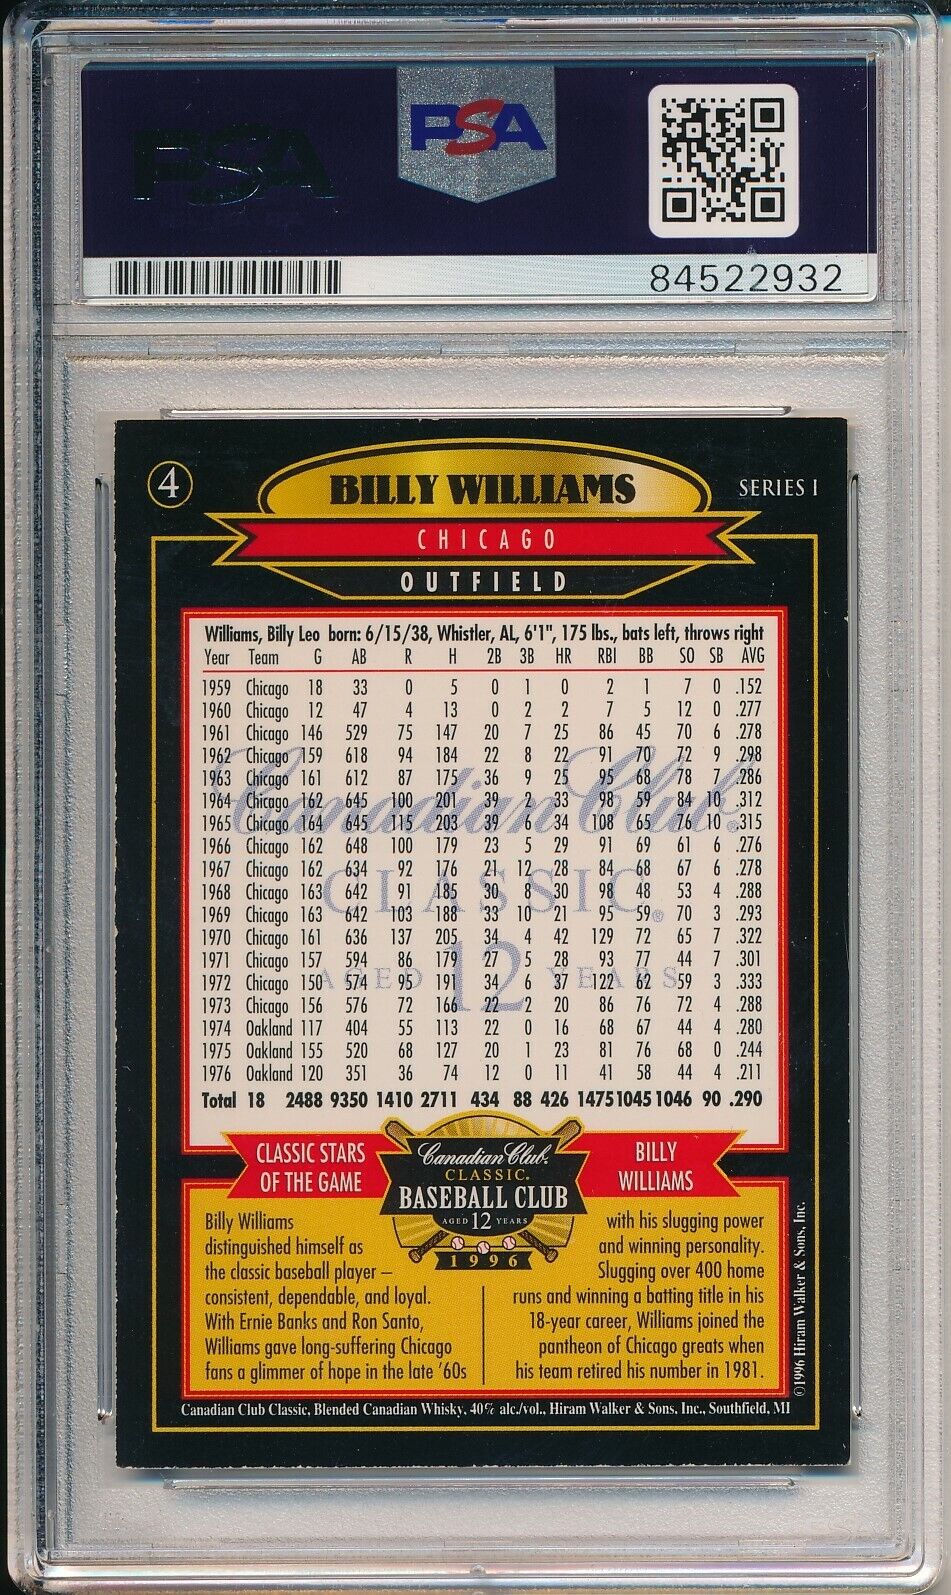 PSA
PSA
84522932
4
BILLY WILLIAMS
SERIES I
CHICAGO
OUTFIELD
Williams, Billy Leo born: 6/15/38, Whistler, AL, 6'1", 175 lbs., bats left, throws right
Year Team G AB R H 2B 3B HR RBI BB SO SB AVG
1959 Chicago 18 33 0 5 0 1 0 2 1 7 0 .152
1960 Chicago 12 47 4 13 0 2 2 7 5 12 0 .277
1961 Chicago 146 529 75 147 20 7 25 86 45 70 6 .278
1962 Chicago 159 618 94 184 22 8 22 91 70 72 9 .298
1963 Chicago 161 612 87 175 36 9 25 95 68 78 7 .286
1964 Chicago 162 645 100 201 39 2 33 98 59 84 10 .312
1965 Chicago 164 645 115 203 39 6 34 108 65 76 10 .315
1966 Chicago 162 648 100 179 23 5 29 91 69 61 6 .276
1967 Chicago 162 634 92 176 21 12 28 84 68 67 6 .278
1968 Chicago 163 642 91 185 30 8 30 98 48 53 4 .288
1969 Chicago 163 642 103 188 33 10 21 95 59 70 3 .293
1970 Chicago 161 636 137 205 34 4 42 129 72 65 7 .322
1971 Chicago 157 594 86 179 27 5 28 93 77 44 7 .301
1972 Chicago 150 574 95 191 34 6 37 122 62 59 3 .333
1973 Chicago 156 576 72 166 22 2 20 86 76 72 4 .288
1974 Oakland 117 404 55 113 22 0 16 68 67 44 4 .280
1975 Oakland 155 520 68 127 20 1 23 81 76 68 0 .244
1976 Oakland 120 351 36 74 12 0 11 41 58 44 4 .211
Total 18 2488 9350 1410 2711 434 88 426 1475 1045 1046 90 .290
Canadian Club®
CLASSIC®
AGED 12 YEARS
CLASSIC STARS
OF THE GAME
Canadian Club®
CLASSIC®
BASEBALL CLUB
AGED 12 YEARS
1996
BILLY
WILLIAMS
Billy Williams
distinguished himself as
the classic baseball player –
consistent, dependable, and loyal.
With Ernie Banks and Ron Santo,
Williams gave long-suffering Chicago
fans a glimmer of hope in the late '60s
with his slugging power
and winning personality.
Slugging over 400 home
runs and winning a batting title in his
18-year career, Williams joined the
pantheon of Chicago greats when
his team retired his number in 1981.
©1996 Hiram Walker & Sons, Inc.
Canadian Club Classic, Blended Canadian Whisky, 40% alc./vol., Hiram Walker & Sons, Inc., Southfield, MI